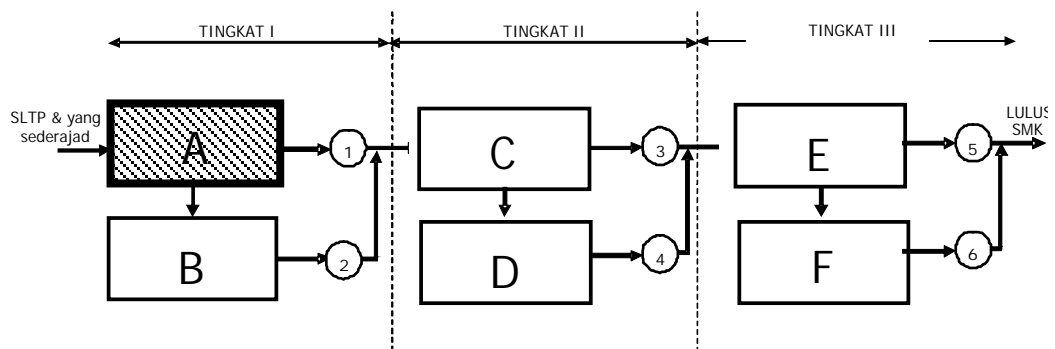 TINGKAT I
TINGKAT II
TINGKAT III
SLTP & yang
sederajad
A
1
C
3
E
5
LULUS
SMK
B
2
D
4
F
6